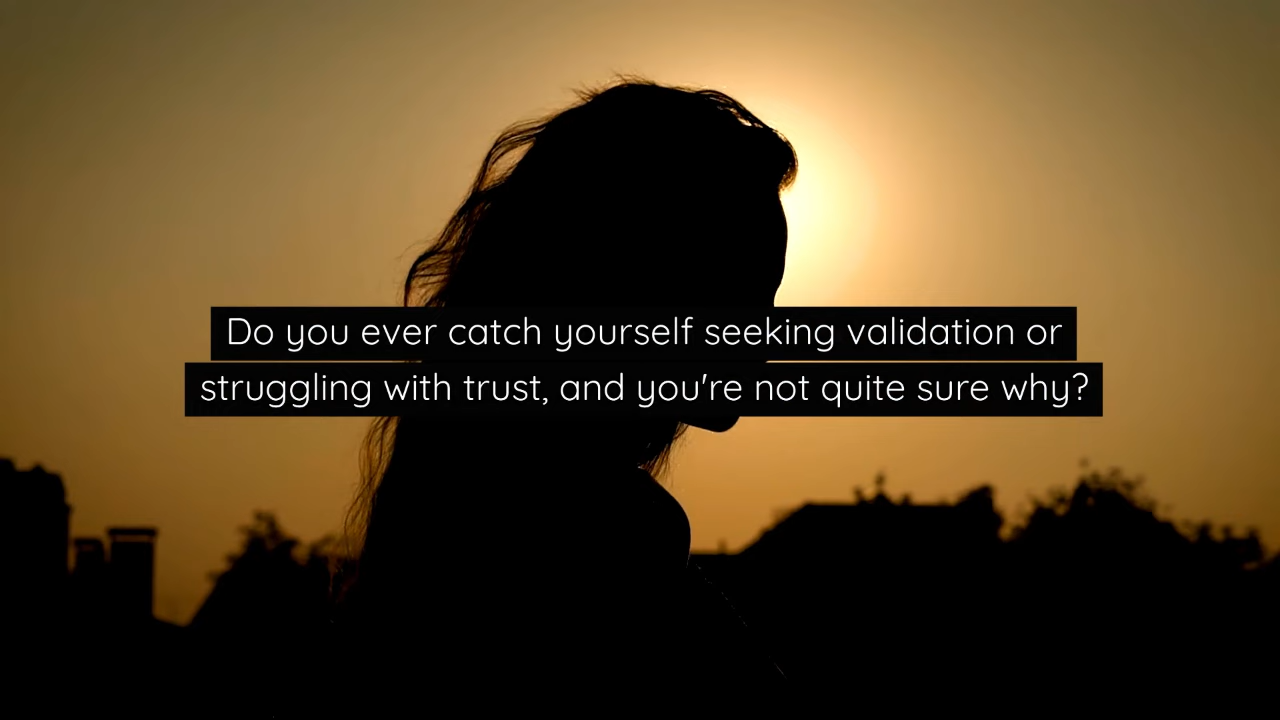 Do you ever catch yourself seeking validation or
struggling with trust, and you're not quite sure why?